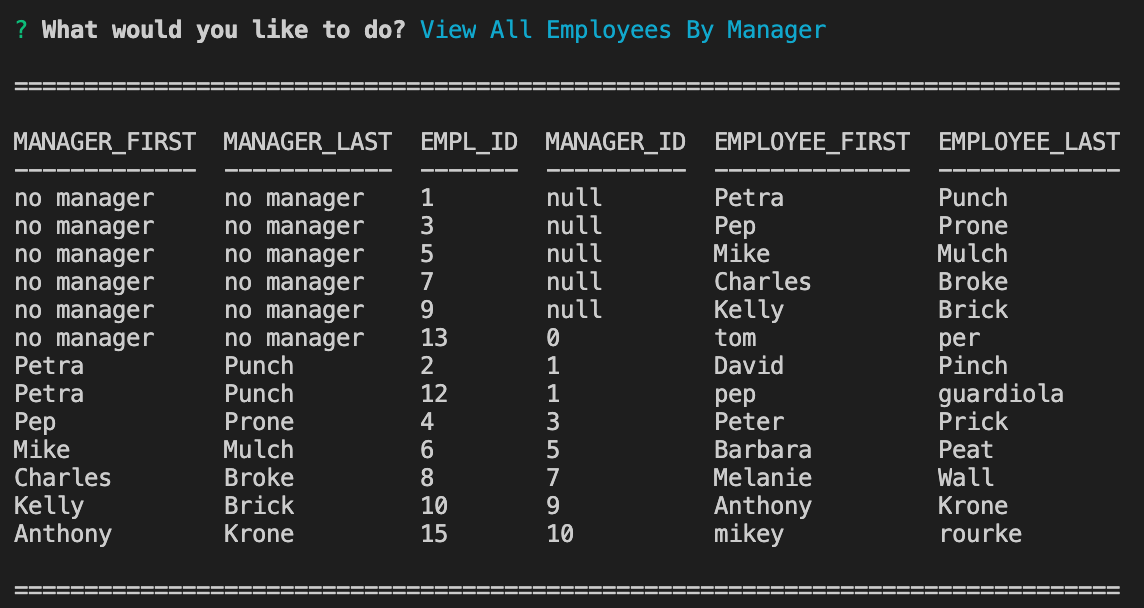 ? What would you like to do? View All Employees By Manager
===============================================================================
MANAGER_FIRST  MANAGER_LAST  EMPL_ID  MANAGER_ID  EMPLOYEE_FIRST  EMPLOYEE_LAST
-------------  ------------  -------  ----------  --------------  -------------
no manager     no manager    1        null        Petra           Punch
no manager     no manager    3        null        Pep             Prone
no manager     no manager    5        null        Mike            Mulch
no manager     no manager    7        null        Charles         Broke
no manager     no manager    9        null        Kelly           Brick
no manager     no manager    13       0           tom             per
Petra          Punch         2        1           David           Pinch
Petra          Punch         12       1           pep             guardiola
Pep            Prone         4        3           Peter           Prick
Mike           Mulch         6        5           Barbara         Peat
Charles        Broke         8        7           Melanie         Wall
Kelly          Brick         10       9           Anthony         Krone
Anthony        Krone         15       10          mikey           rourke
===============================================================================